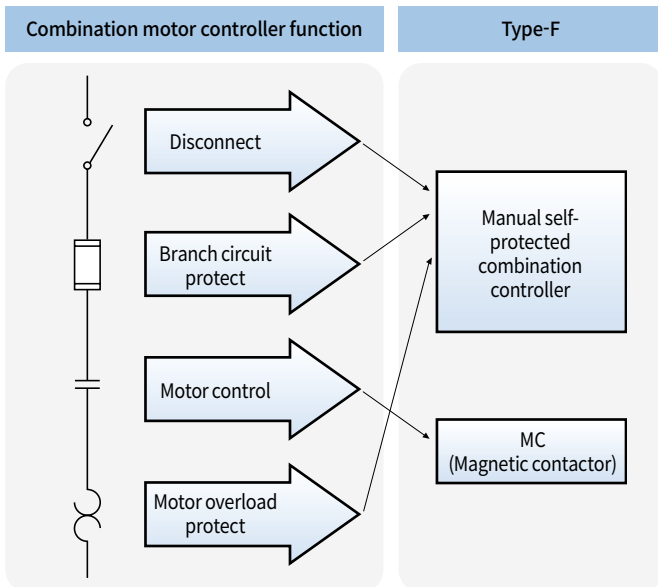 Combination motor controller function
Type-F
Disconnect
Branch circuit
protect
Motor control
Motor overload
protect
Manual self-
protected
combination
controller
MC
(Magnetic contactor)